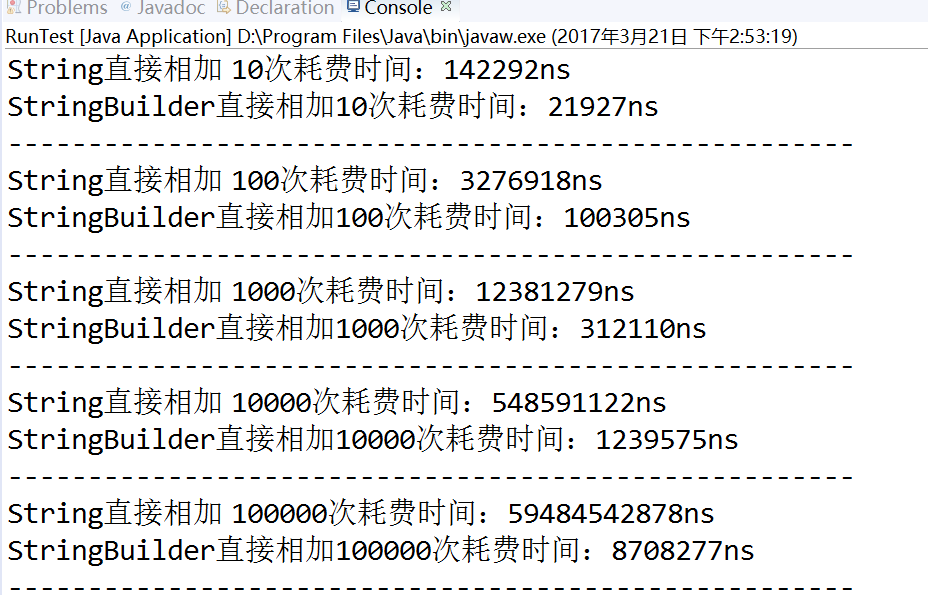 Problems @ Javadoc Declaration Console
RunTest [Java Application] D:\Program Files\Java\bin\javaw.exe (2017年3月21日 下午2:53:19)
String直接相加 10次耗费时间：142292ns
StringBuilder直接相加10次耗费时间：21927ns
-----------------------------------------------------
String直接相加 100次耗费时间：3276918ns
StringBuilder直接相加100次耗费时间：100305ns
-----------------------------------------------------
String直接相加 1000次耗费时间：12381279ns
StringBuilder直接相加1000次耗费时间：312110ns
-----------------------------------------------------
String直接相加 10000次耗费时间：548591122ns
StringBuilder直接相加10000次耗费时间：1239575ns
-----------------------------------------------------
String直接相加 100000次耗费时间：59484542878ns
StringBuilder直接相加100000次耗费时间：8708277ns
-----------------------------------------------------